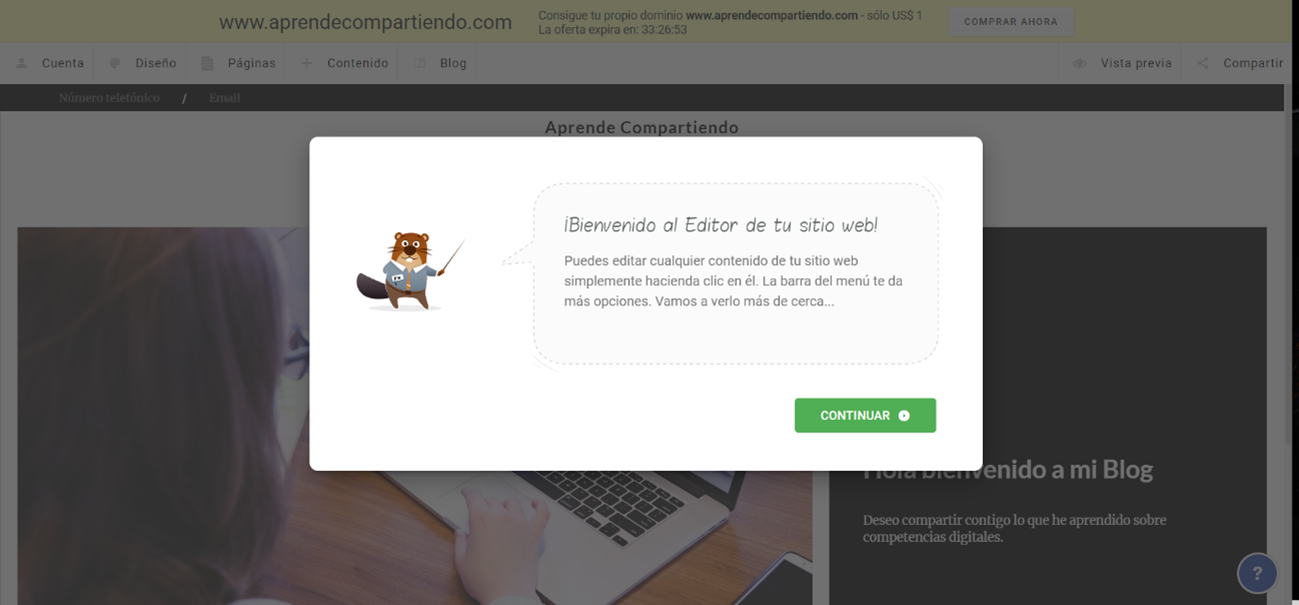 www.aprendecompartiendo.com
Consigue tu propio dominio www.aprendecompartiendo.com - sólo US$ 1
La oferta expira en: 33:26:53
COMPRAR AHORA
Cuenta
Diseño
Páginas
Contenido
Blog
Vista previa
Compartir
Número telefónico / Email
Aprende Compartiendo
¡Bienvenido al Editor de tu sitio web!
Puedes editar cualquier contenido de tu sitio web
simplemente hacienda clic en él. La barra del menú te da
más opciones. Vamos a verlo más de cerca...
CONTINUAR
Hola bienvenido a mi Blog
Deseo compartir contigo lo que he aprendido sobre
competencias digitales.
?